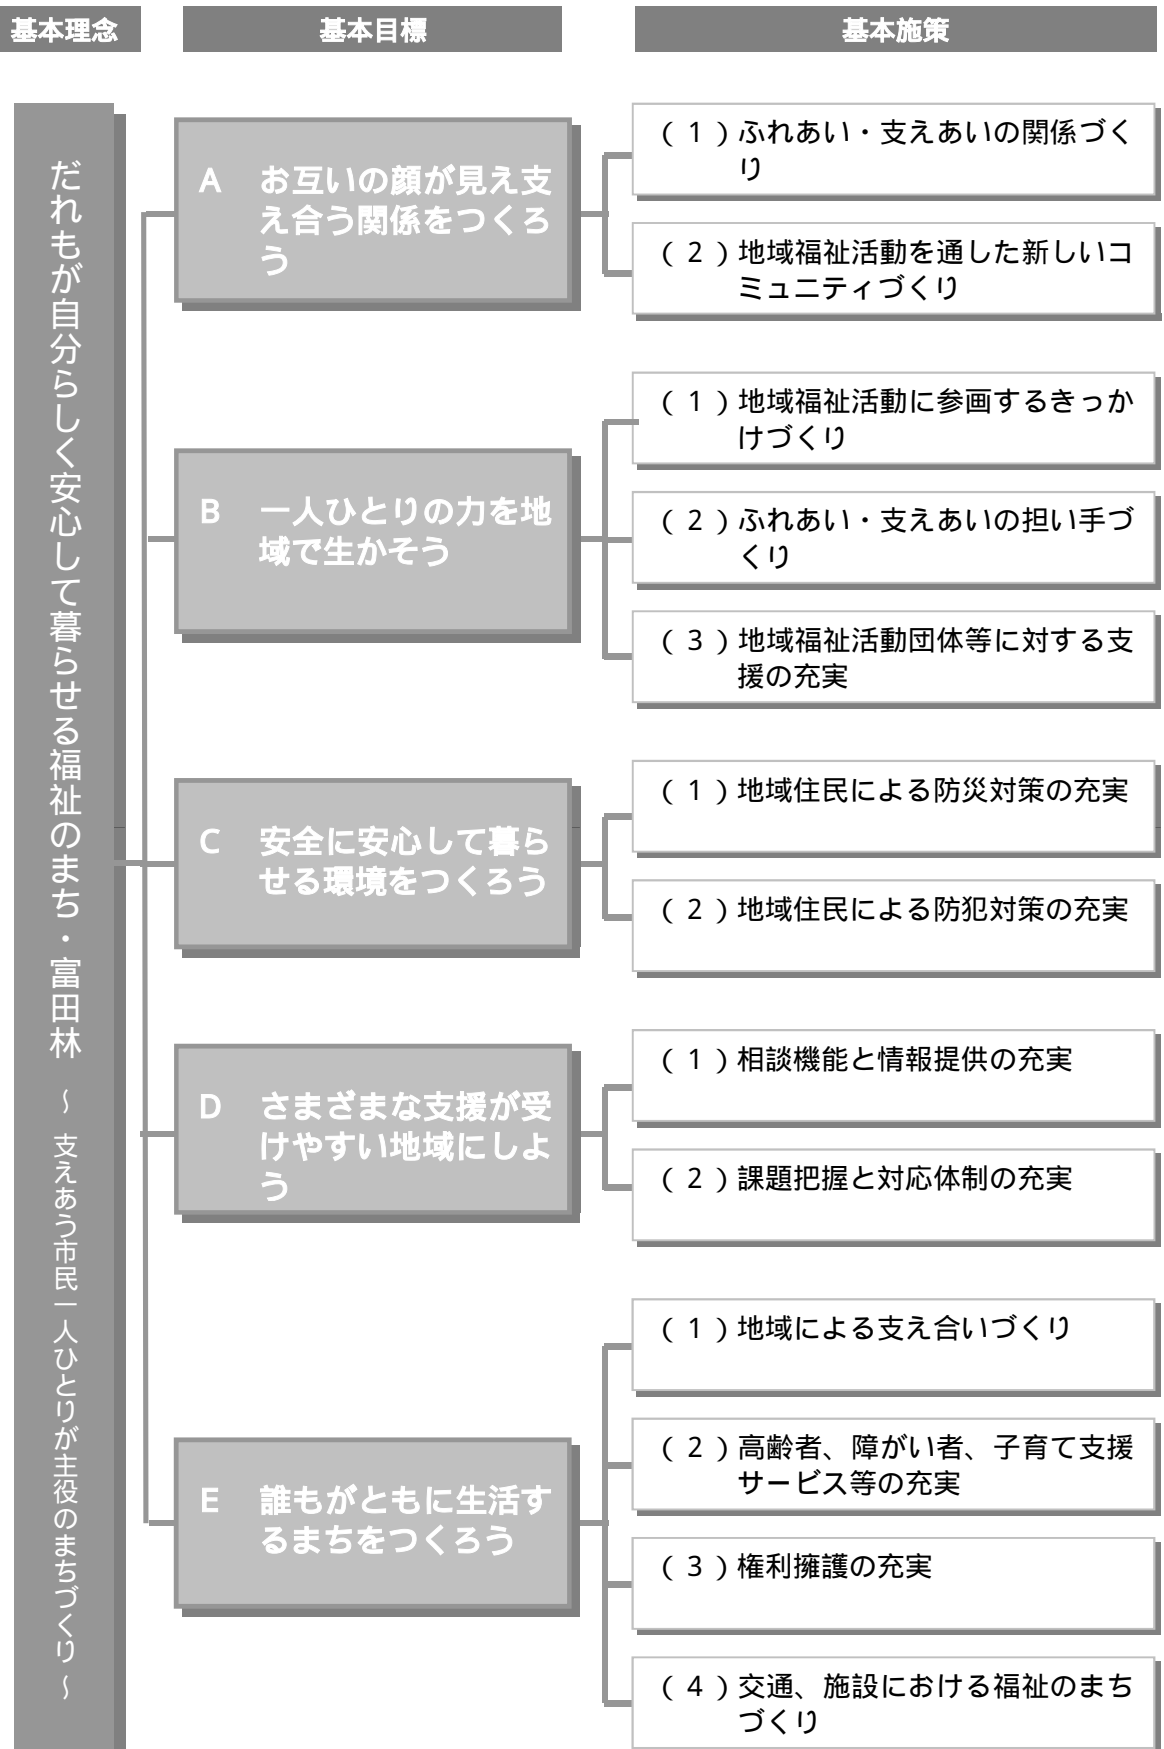 基本理念
基本目標
基本施策
だれもが自分らしく安心して暮らせる福祉のまち・富田林 ～ 支えあう市民一人ひとりが主役のまちづくり～
A お互いの顔が見え支
え合う関係をつくろ
う
(1)ふれあい・支えあいの関係づく
り
(2)地域福祉活動を通した新しいコ
ミュニティづくり
B 一人ひとりの力を地
域で生かそう
(1)地域福祉活動に参画するきっか
けづくり
(2)ふれあい・支えあいの担い手づ
くり
(3)地域福祉活動団体等に対する支
援の充実
C 安全に安心して暮ら
せる環境をつくろう
(1)地域住民による防災対策の充実
(2)地域住民による防犯対策の充実
D さまざまな支援が受
けやすい地域にしよ
う
(1)相談機能と情報提供の充実
(2)課題把握と対応体制の充実
E 誰もがともに生活す
るまちをつくろう
(1)地域による支え合いづくり
(2)高齢者、障がい者、子育て支援
サービス等の充実
(3)権利擁護の充実
(4)交通、施設における福祉のまち
づくり